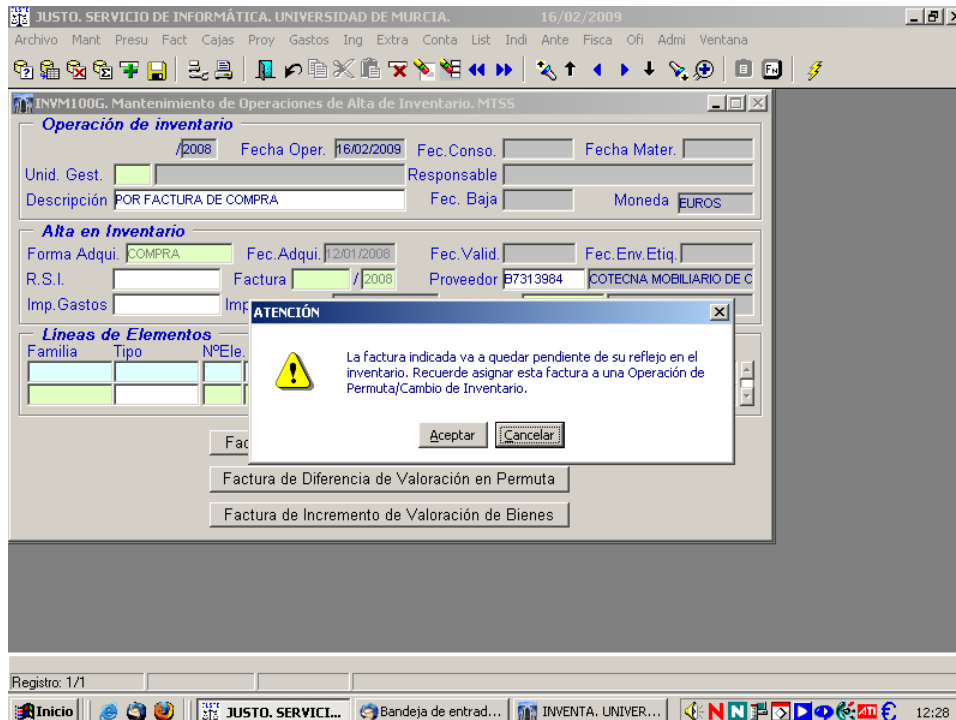 JUSTO. SERVICIO DE INFORMÁTICA. UNIVERSIDAD DE MURCIA. 16/02/2009
Archivo Mant Presu Fact Cajas Proy Gastos Ing Extra Conta List Indi Ante Fisca Ofi Admi Ventana
INVM100G. Mantenimiento de Operaciones de Alta de Inventario. MTSS
Operación de inventario
/2008 Fecha Oper. 16/02/2009 Fec.Conso. Fecha Mater.
Unid. Gest. Responsable
Descripción POR FACTURA DE COMPRA Fec. Baja Moneda EUROS
Alta en Inventario
Forma Adqui. COMPRA Fec.Adqui. 12/01/2008 Fec.Valid. Fec.Env.Etiq.
R.S.I. Factura / 2008 Proveedor B7313984 COTECNA MOBILIARIO DE C
Imp.Gastos Imp
ATENCIÓN
Líneas de Elementos
Familia Tipo NºEle.
La factura indicada va a quedar pendiente de su reflejo en el
inventario. Recuerde asignar esta factura a una Operación de
Permuta/Cambio de Inventario.
Aceptar Cancelar
Fac
Factura de Diferencia de Valoración en Permuta
Factura de Incremento de Valoración de Bienes
Registro: 1/1
Inicio JUSTO. SERVICI... Bandeja de entrad... INVENTA. UNIVER... 12:28